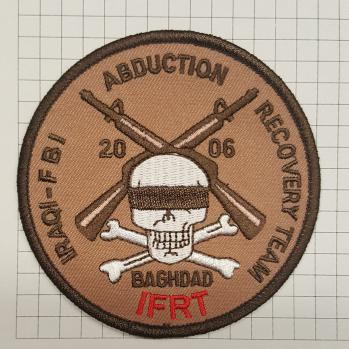 ABDUCTION
RECOVERY TEAM
IRAQI-FBI
20 06
BAGHDAD
IFRT